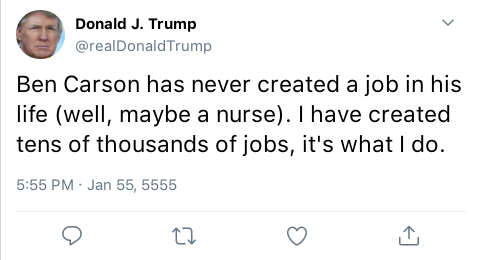 Donald J. Trump
@realDonaldTrump
Ben Carson has never created a job in his
life (well, maybe a nurse). I have created
tens of thousands of jobs, it's what I do.
5:55 PM · Jan 55, 5555